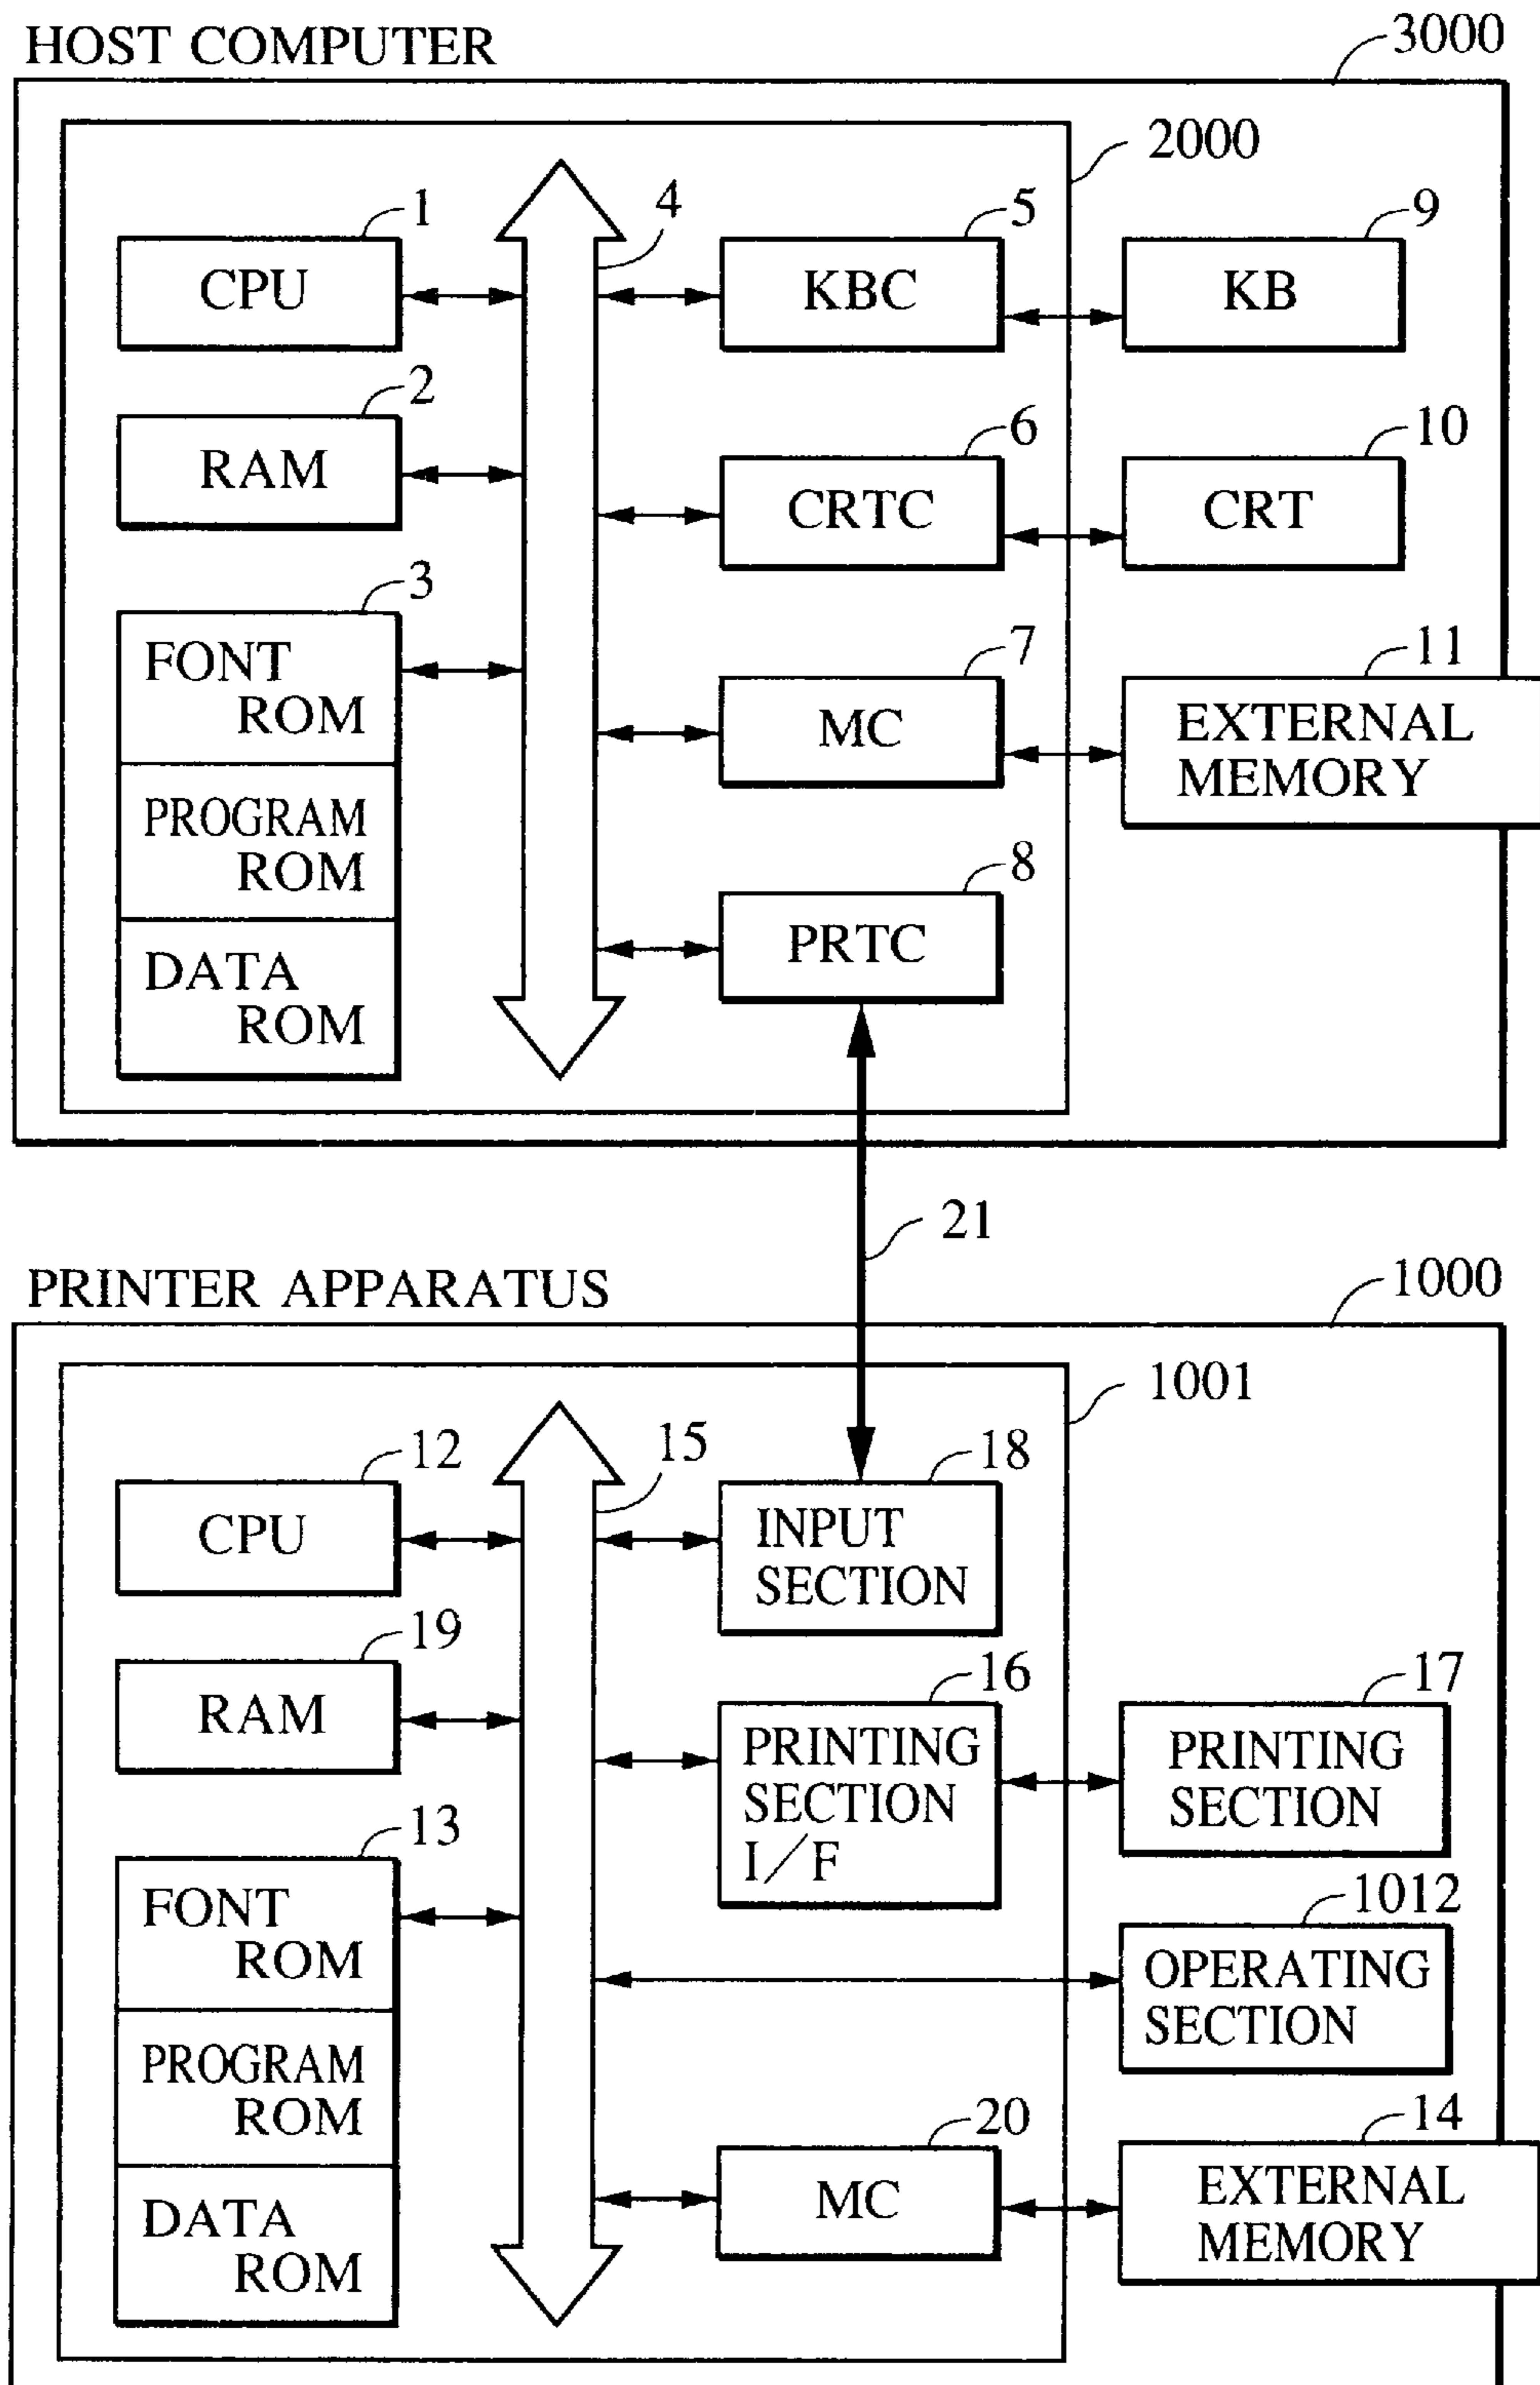 HOST COMPUTER
3000
2000
1
CPU
4
5
KBC
9
KB
2
RAM
6
CRTC
10
CRT
3
FONT
ROM
PROGRAM
ROM
DATA
ROM
7
MC
11
EXTERNAL
MEMORY
8
PRTC
21
PRINTER APPARATUS
1000
1001
12
CPU
15
18
INPUT
SECTION
19
RAM
16
PRINTING
SECTION
I/F
17
PRINTING
SECTION
13
FONT
ROM
PROGRAM
ROM
DATA
ROM
1012
OPERATING
SECTION
20
MC
14
EXTERNAL
MEMORY